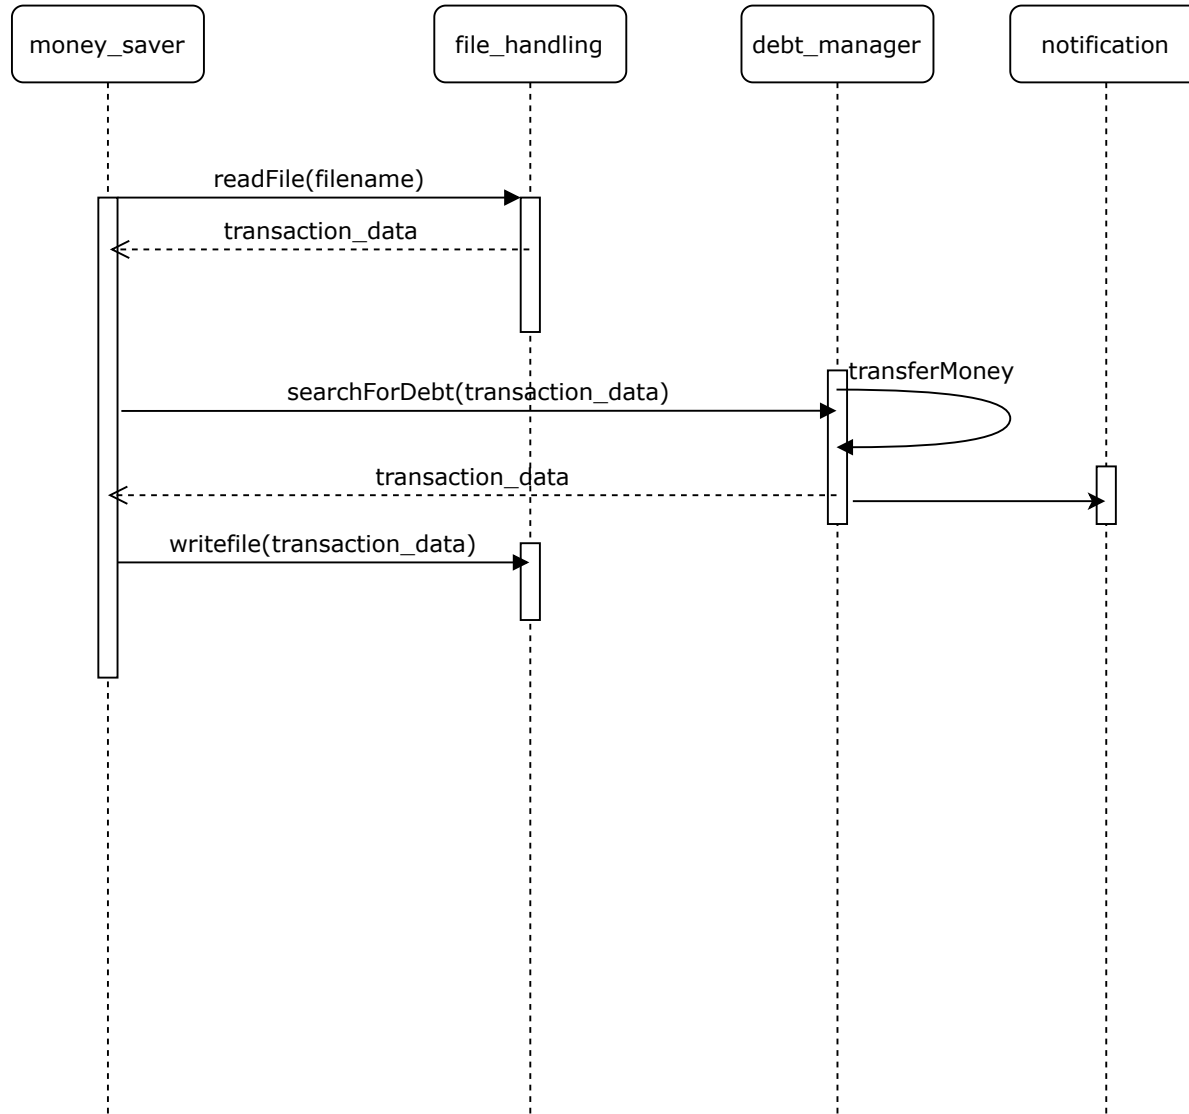 money_saver
file_handling
debt_manager
notification
readFile(filename)
transaction_data
transferMoney
searchForDebt(transaction_data)
transaction_data
writefile(transaction_data)